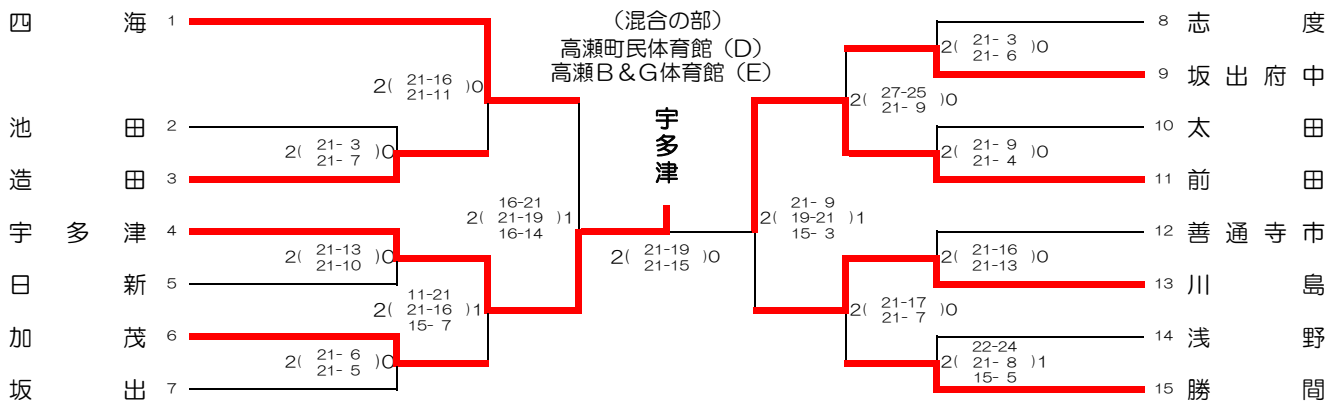 (混合の部)
高瀬町民体育館(D)
高瀬B&G体育館(E)
宇多津
四海 1
池田 2
造田 3
宇多津 4
日新 5
加茂 6
坂出 7
8 志度
9 坂出府中
10 太田
11 前田
12 善通寺市
13 川島
14 浅野
15 勝間
2( 21-16 )0
21-11
2( 21- 3 )0
21- 7
16-21
2( 21-19 )1
16-14
2( 21-13 )0
21-10
11-21
2( 21-16 )1
15- 7
2( 21- 6 )0
21- 5
2( 21-19 )0
21-15
2( 21- 3 )0
21- 6
2( 27-25 )0
21- 9
2( 21- 9 )0
21- 4
21- 9
2( 19-21 )1
15- 3
2( 21-16 )0
21-13
2( 21-17 )0
21- 7
22-24
2( 21- 8 )1
15- 5